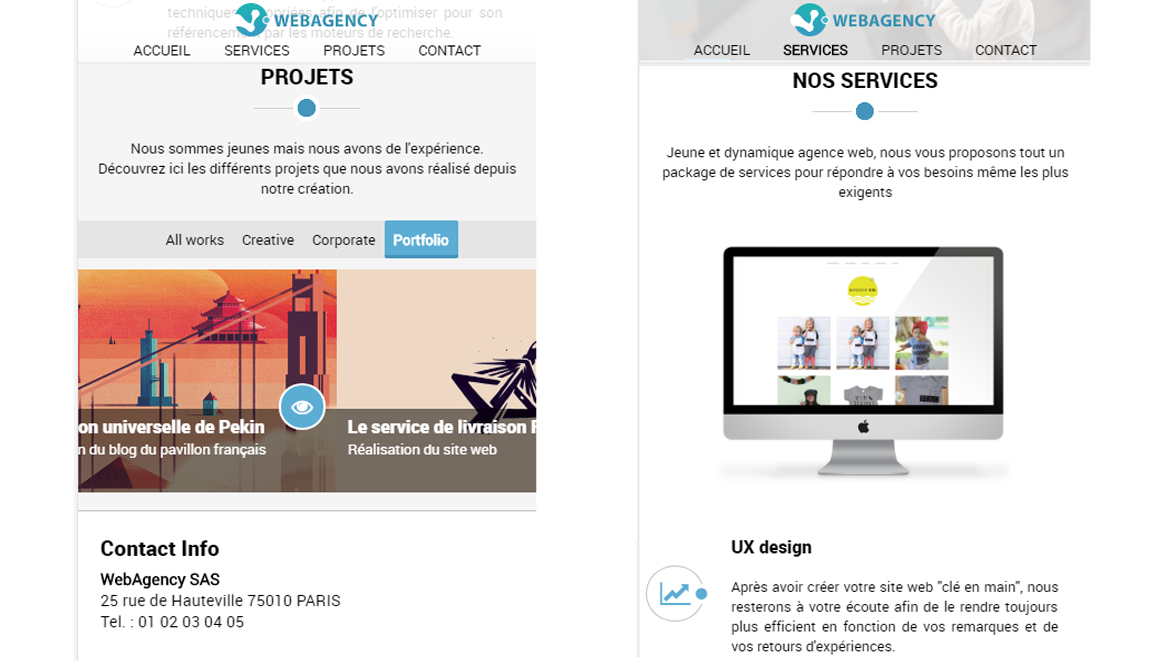 techniques
afin de l'optimiser pour son
par les moteurs de recherche.
WEBAGENCY
ACCUEIL SERVICES PROJETS CONTACT
PROJETS
Nous sommes jeunes mais nous avons de l'expérience.
Découvrez ici les différents projets que nous avons réalisé depuis
notre création.
All works Creative Corporate Portfolio
on universelle de Pekin
n du blog du pavillon français
Le service de livraison
Réalisation du site web
Contact Info
WebAgency SAS
25 rue de Hauteville 75010 PARIS
Tel. : 01 02 03 04 05
WEBAGENCY
ACCUEIL SERVICES PROJETS CONTACT
NOS SERVICES
Jeune et dynamique agence web, nous vous proposons tout un
package de services pour répondre à vos besoins même les plus
exigents
UX design
Après avoir créer votre site web "clé en main", nous
resterons à votre écoute afin de le rendre toujours
plus efficient en fonction de vos remarques et de
vos retours d'expériences.